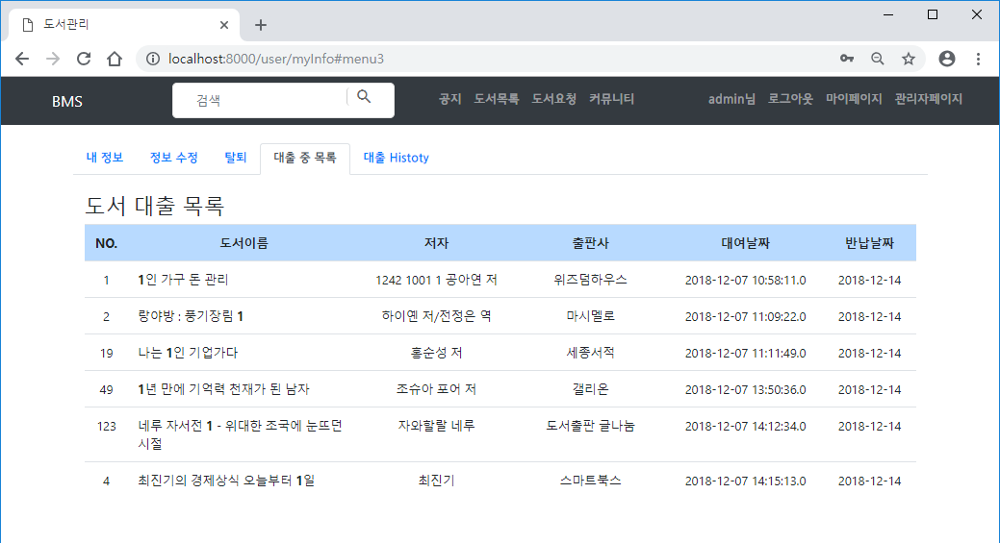 도서관리
localhost:8000/user/myInfo#menu3
BMS 검색 공지 도서목록 도서요청 커뮤니티 admin님 로그아웃 마이페이지 관리자페이지
내 정보 정보 수정 탈퇴 대출 중 목록 대출 Histoty
도서 대출 목록
NO. 도서이름 저자 출판사 대여날짜 반납날짜
1 1인 가구 돈 관리 1242 1001 1 공아연 저 위즈덤하우스 2018-12-07 10:58:11.0 2018-12-14
2 랑야방 : 풍기장림 1 하이옌 저/전정은 역 마시멜로 2018-12-07 11:09:22.0 2018-12-14
19 나는 1인 기업가다 홍순성 저 세종서적 2018-12-07 11:11:49.0 2018-12-14
49 1년 만에 기억력 천재가 된 남자 조슈아 포어 저 갤리온 2018-12-07 13:50:36.0 2018-12-14
123 네루 자서전 1 - 위대한 조국에 눈뜨던 자와할랄 네루 도서출판 글나눔 2018-12-07 14:12:34.0 2018-12-14
시절
4 최진기의 경제상식 오늘부터 1일 최진기 스마트북스 2018-12-07 14:15:13.0 2018-12-14